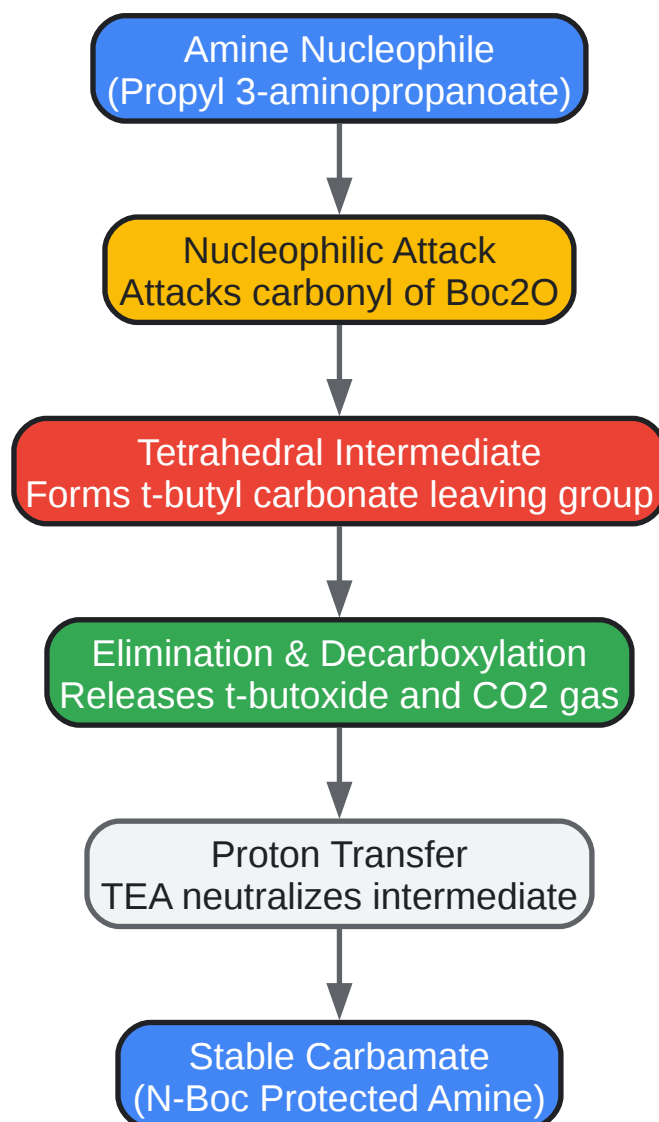 Amine Nucleophile
(Propyl 3-aminopropanoate)
Nucleophilic Attack
Attacks carbonyl of Boc2O
Tetrahedral Intermediate
Forms t-butyl carbonate leaving group
Elimination & Decarboxylation
Releases t-butoxide and CO2 gas
Proton Transfer
TEA neutralizes intermediate
Stable Carbamate
(N-Boc Protected Amine)